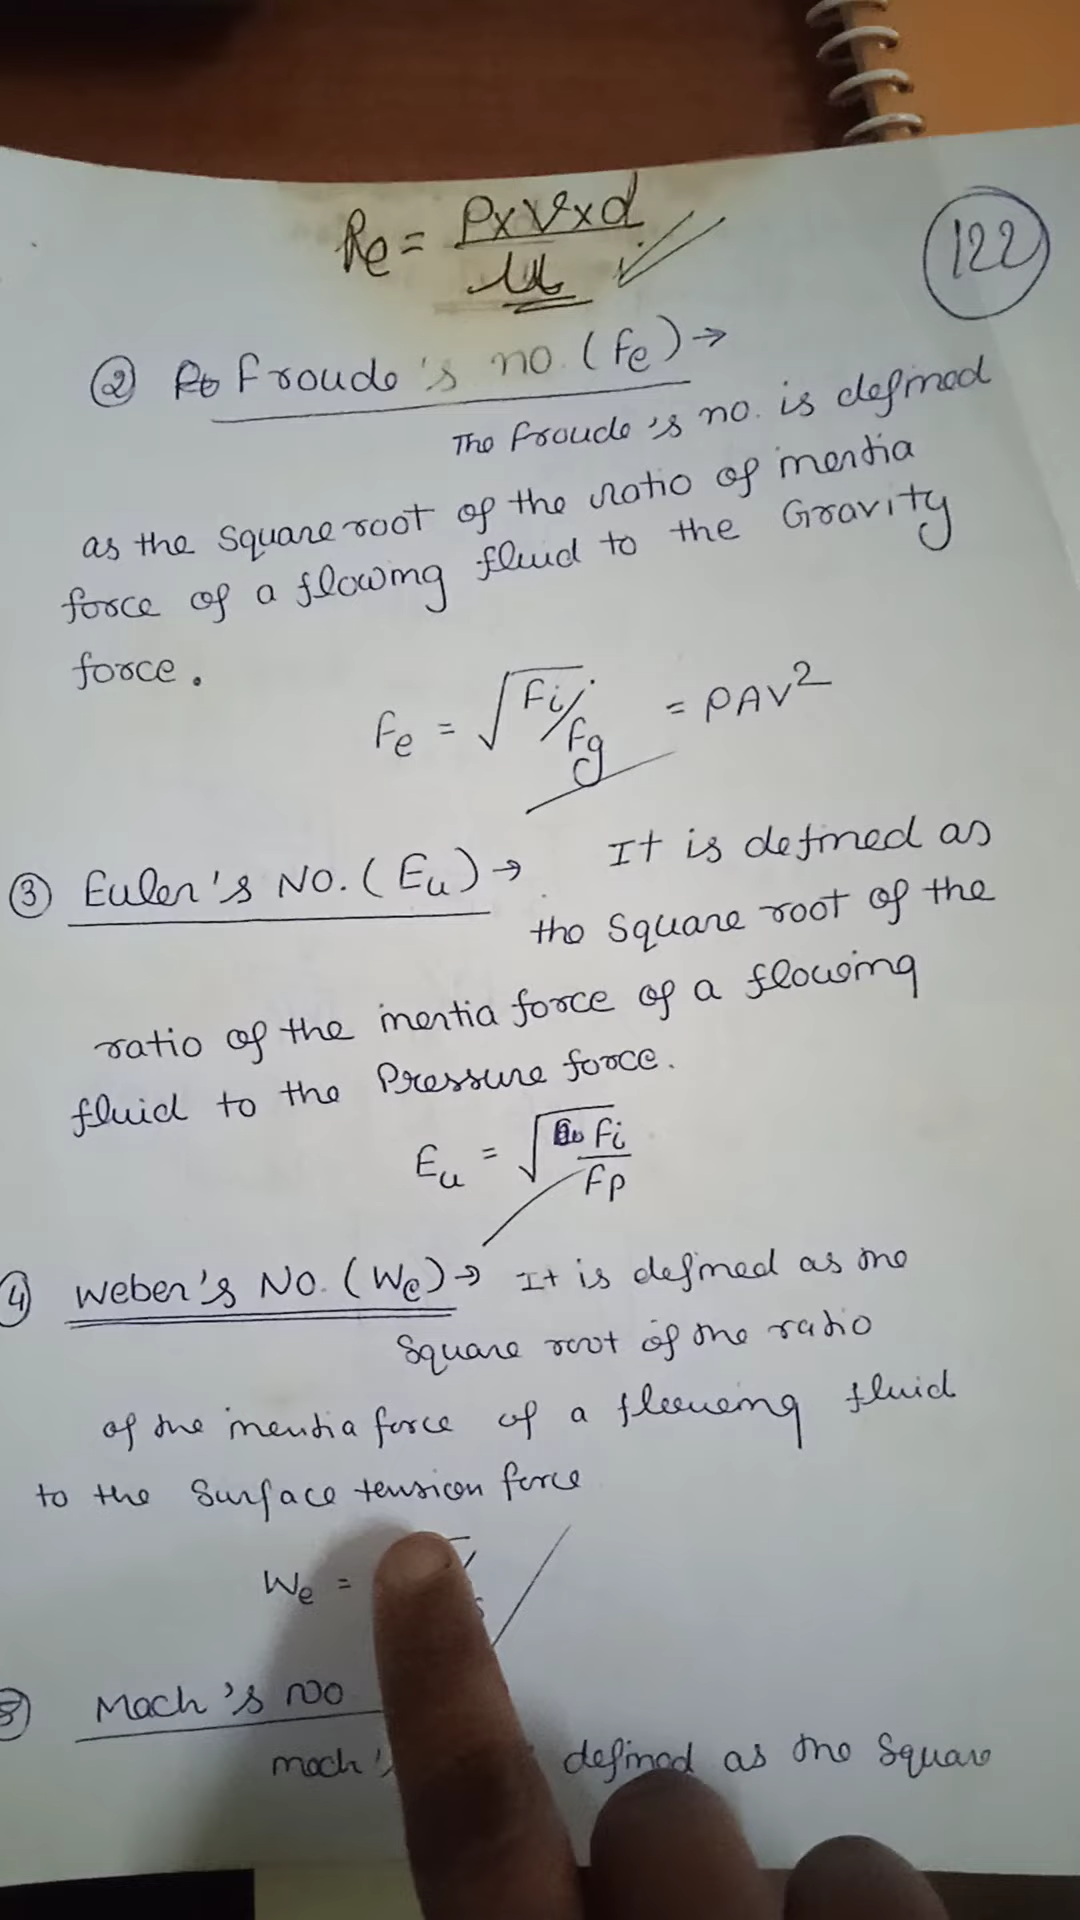 Re = ρxVxd / μ
122
② Froude's no. (Fe) →
The Froude's no. is defined
as the square root of the ratio of inertia
force of a flowing fluid to the Gravity
force.
Fe = √Fi/Fg = ρAV²
③ Euler's NO. (Eu) → It is defined as
the square root of the
ratio of the inertia force of a flowing
fluid to the Pressure force.
Eu = √Fi/Fp
④ Weber's NO. (We) → It is defined as the
Square root of the ratio
of the inertia force of a flowing fluid
to the Surface tension force
We =
Mach's NO
mach' defined as the Square